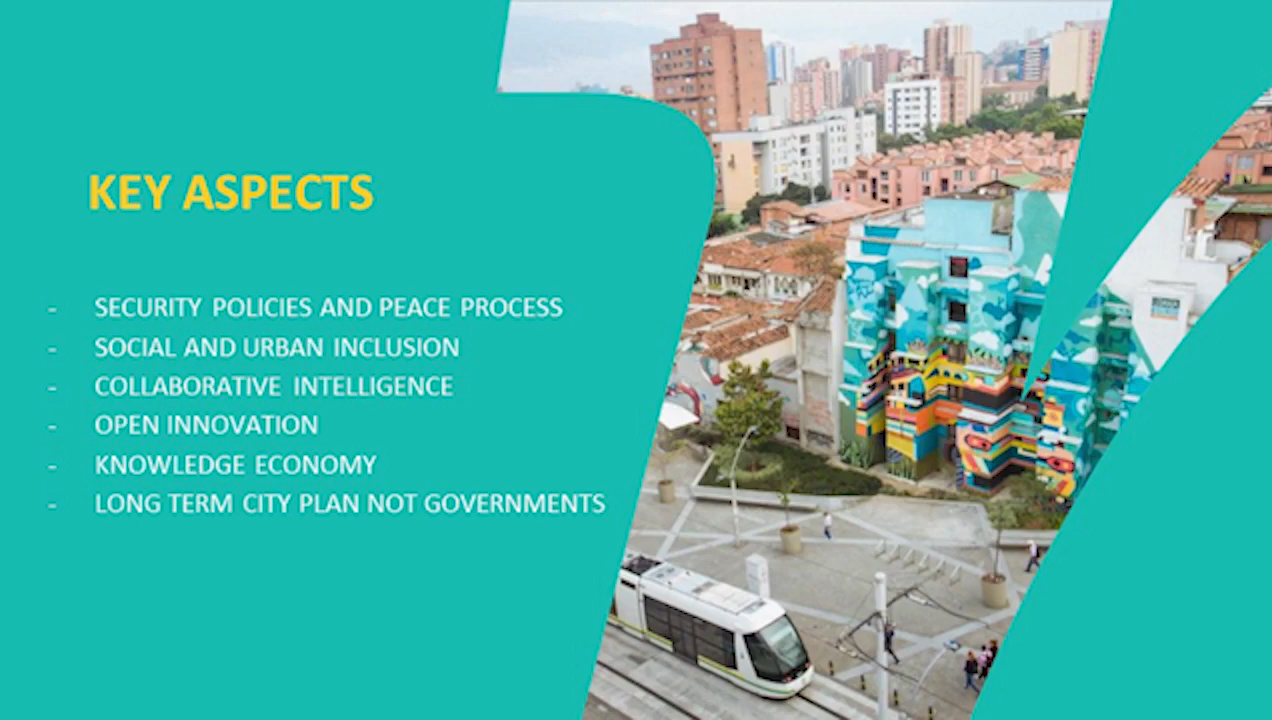 KEY ASPECTS
- SECURITY POLICIES AND PEACE PROCESS
- SOCIAL AND URBAN INCLUSION
- COLLABORATIVE INTELLIGENCE
- OPEN INNOVATION
- KNOWLEDGE ECONOMY
- LONG TERM CITY PLAN NOT GOVERNMENTS